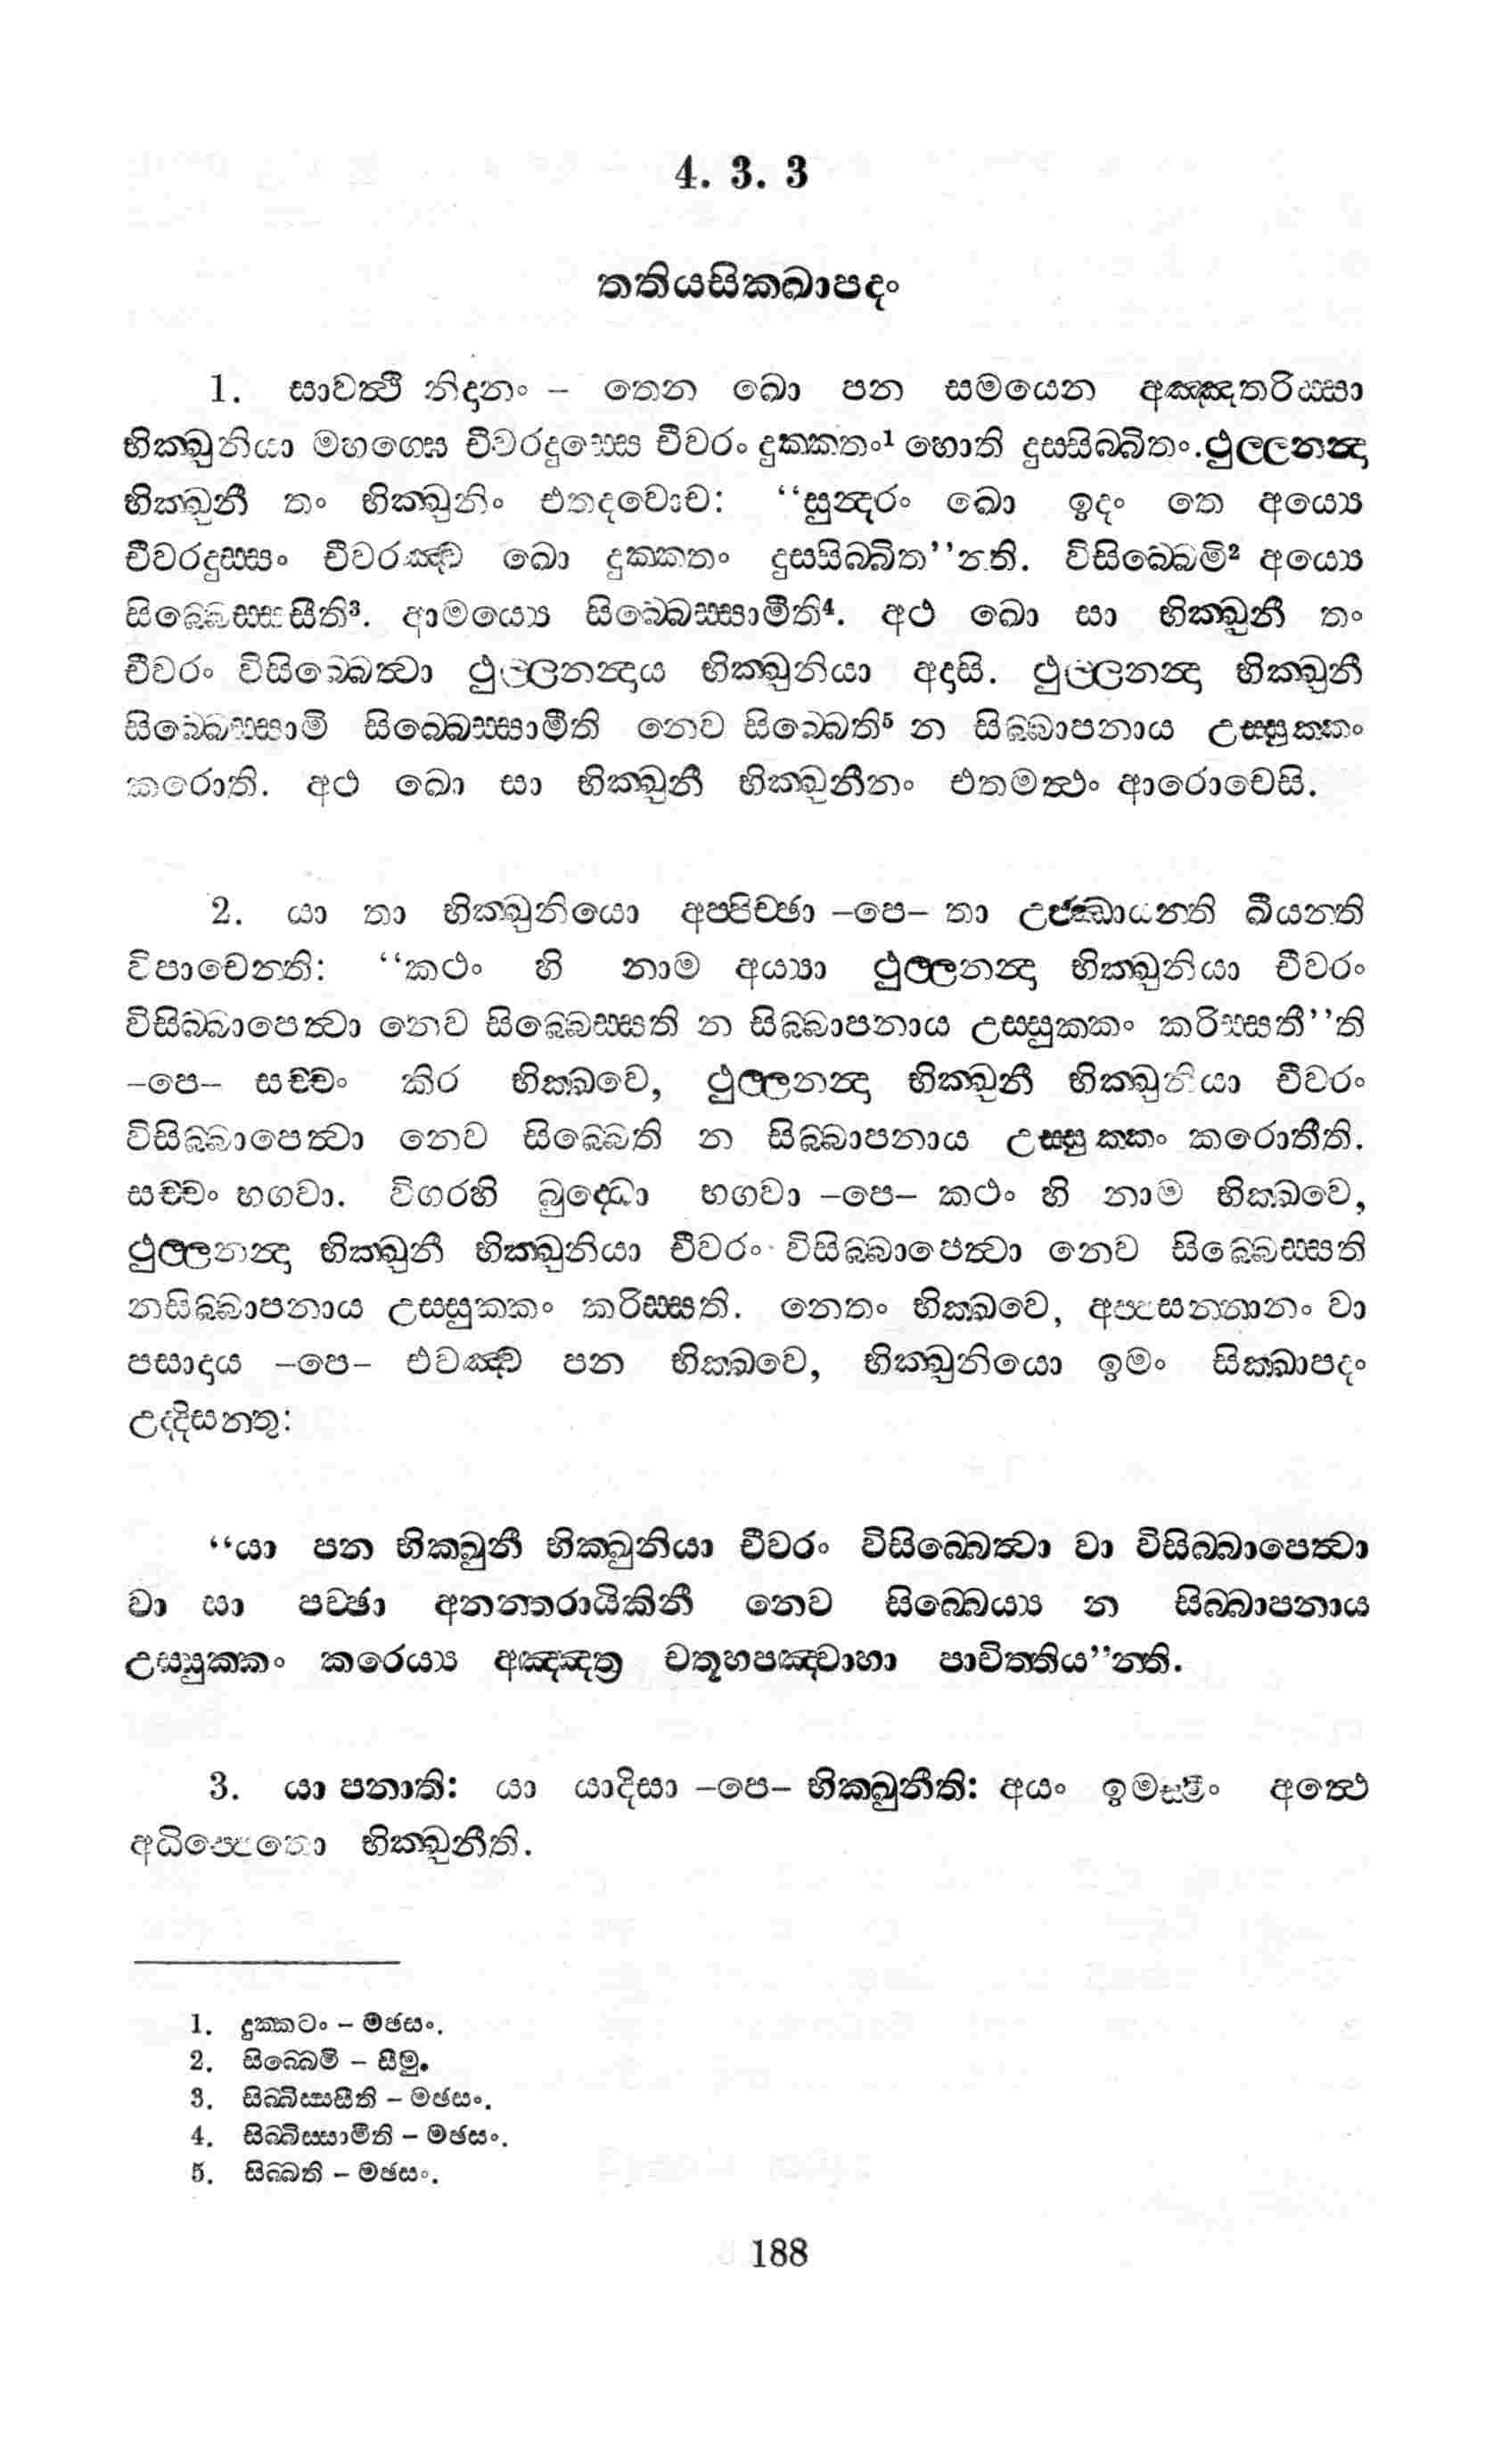 4. 3. 3
තතියසික්ඛාපදං
1. සාවත්ථි නිදානං – තෙන ඛො පන සමයෙන අඤ්ඤතරිස්සා
භික්ඛුනියා මහග්ඝෙ චීවරදුස්සෙ චීවරං දුක්කතං¹ හොති දුස්සිබ්බිතං. ථුල්ලනන්දා
භික්ඛුනී තං භික්ඛුනිං එතදවොච: “සුන්දරං ඛො ඉදං තෙ අය්‍යෙ
චීවරදුස්සං චීවරඤ්ච ඛො දුක්කතං දුස්සිබ්බිත”න්ති. විසිබ්බෙමි² අය්‍යෙ
සිබ්බෙස්සසීති³. ආමය්‍යෙ සිබ්බෙස්සාමීති⁴. අථ ඛො සා භික්ඛුනී තං
චීවරං විසිබ්බෙත්වා ථුල්ලනන්දාය භික්ඛුනියා අදාසි. ථුල්ලනන්දා භික්ඛුනී
සිබ්බෙස්සාමි සිබ්බෙස්සාමීති නෙව සිබ්බෙති⁵ න සිබ්බාපනාය උස්සුක්කං
කරොති. අථ ඛො සා භික්ඛුනී භික්ඛුනීනං එතමත්ථං ආරොචෙසි.
2. යා තා භික්ඛුනියො අප්පිච්ඡා –පෙ– තා උජ්ඣායන්ති ඛීයන්ති
විපාචෙන්ති: “කථං හි නාම අය්‍යා ථුල්ලනන්දා භික්ඛුනියා චීවරං
විසිබ්බාපෙත්වා නෙව සිබ්බෙස්සති න සිබ්බාපනාය උස්සුක්කං කරිස්සතී”ති
–පෙ– සච්චං කිර භික්ඛවෙ, ථුල්ලනන්දා භික්ඛුනී භික්ඛුනියා චීවරං
විසිබ්බාපෙත්වා නෙව සිබ්බෙති න සිබ්බාපනාය උස්සුක්කං කරොතීති.
සච්චං භගවා. විගරහි බුද්ධො භගවා –පෙ– කථං හි නාම භික්ඛවෙ,
ථුල්ලනන්දා භික්ඛුනී භික්ඛුනියා චීවරං විසිබ්බාපෙත්වා නෙව සිබ්බෙස්සති
නසිබ්බාපනාය උස්සුක්කං කරිස්සති. නෙතං භික්ඛවෙ, අප්පසන්නානං වා
පසාදාය –පෙ– එවඤ්ච පන භික්ඛවෙ, භික්ඛුනියො ඉමං සික්ඛාපදං
උද්දිසන්තු:
“යා පන භික්ඛුනී භික්ඛුනියා චීවරං විසිබ්බෙත්වා වා විසිබ්බාපෙත්වා
වා සා පච්ඡා අනන්තරායිකිනී නෙව සිබ්බෙය්‍ය න සිබ්බාපනාය
උස්සුක්කං කරෙය්‍ය අඤ්ඤත්‍ර චතූහපඤ්චාහා පාචිත්තිය”න්ති.
3. යා පනාති: යා යාදිසා –පෙ– භික්ඛුනීති: අයං ඉමස්මිං අත්ථෙ
අධිප්පෙතො භික්ඛුනීති.
1. දුක්කටං – මඡසං.
2. සිබ්බෙමි – සීමු.
3. සිබ්බිස්සසීති – මඡසං.
4. සිබ්බිස්සාමීති – මඡසං.
5. සිබ්බති – මඡසං.
188